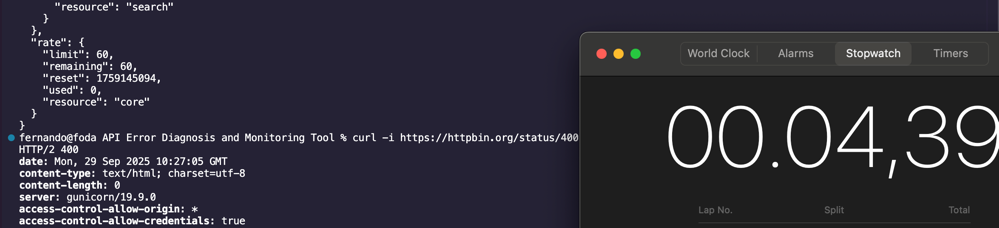 "resource": "search"
    }
  },
  "rate": {
    "limit": 60,
    "remaining": 60,
    "reset": 1759145094,
    "used": 0,
    "resource": "core"
  }
}
fernando@foda API Error Diagnosis and Monitoring Tool % curl -i https://httpbin.org/status/400
HTTP/2 400
date: Mon, 29 Sep 2025 10:27:05 GMT
content-type: text/html; charset=utf-8
content-length: 0
server: gunicorn/19.9.0
access-control-allow-origin: *
access-control-allow-credentials: true
World Clock Alarms Stopwatch Timers
00.04,39
Lap No. Split Total